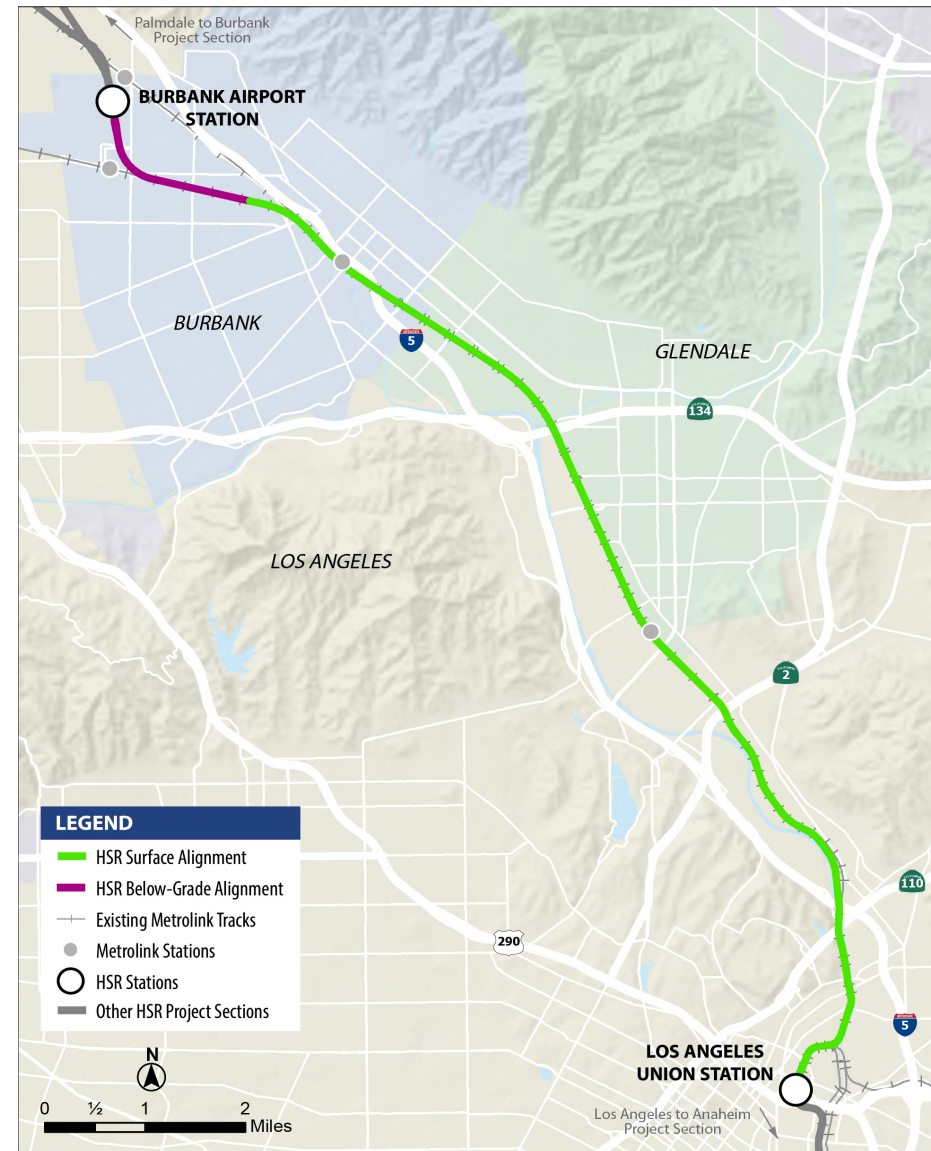 Palmdale to Burbank
Project Section
BURBANK AIRPORT
STATION
BURBANK
5
GLENDALE
134
LOS ANGELES
2
LEGEND
HSR Surface Alignment
HSR Below-Grade Alignment
Existing Metrolink Tracks
Metrolink Stations
HSR Stations
Other HSR Project Sections
110
290
5
N
0 ½ 1 2
Miles
LOS ANGELES
UNION STATION
Los Angeles to Anaheim
Project Section